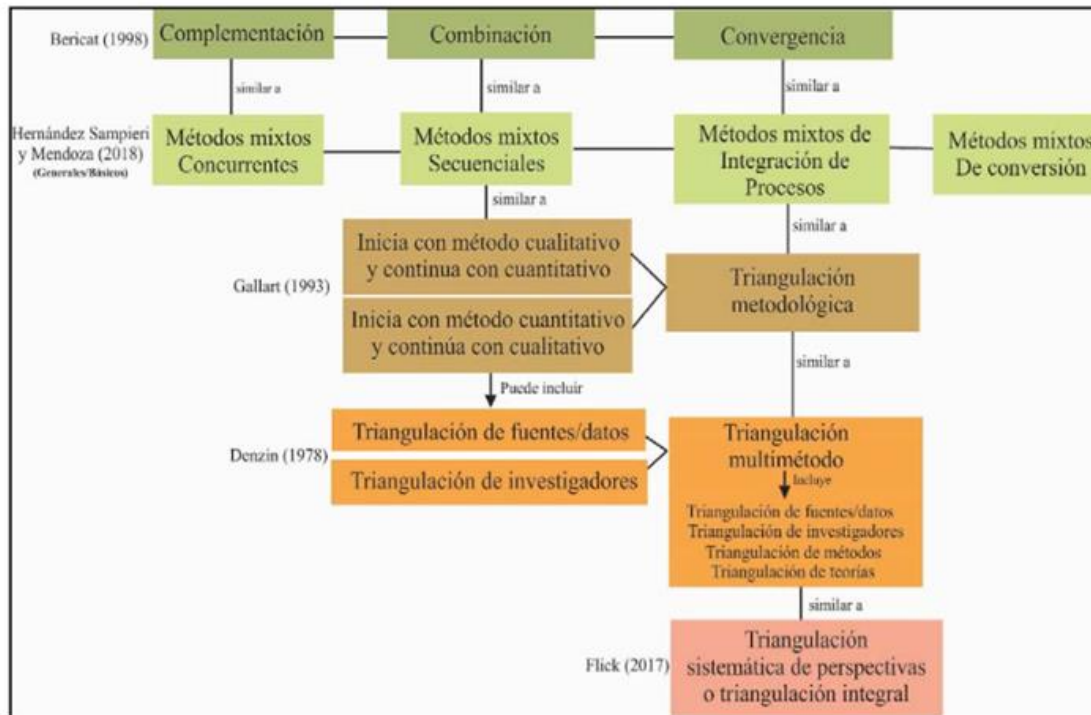 Bericat (1998)
Complementación
Combinación
Convergencia
similar a
similar a
similar a
Hernández Sampieri
y Mendoza (2018)
(Generales/Básicos)
Métodos mixtos
Concurrentes
Métodos mixtos
Secuenciales
Métodos mixtos de
Integración de
Procesos
Métodos mixtos
De conversión
similar a
similar a
Gallart (1993)
Inicia con método cualitativo
y continua con cuantitativo
Inicia con método cuantitativo
y continúa con cualitativo
Triangulación
metodológica
Puede incluir
similar a
Denzin (1978)
Triangulación de fuentes/datos
Triangulación de investigadores
Triangulación
multimétodo
Incluye
Triangulación de fuentes/datos
Triangulación de investigadores
Triangulación de métodos
Triangulación de teorías
similar a
Flick (2017)
Triangulación
sistemática de perspectivas
o triangulación integral